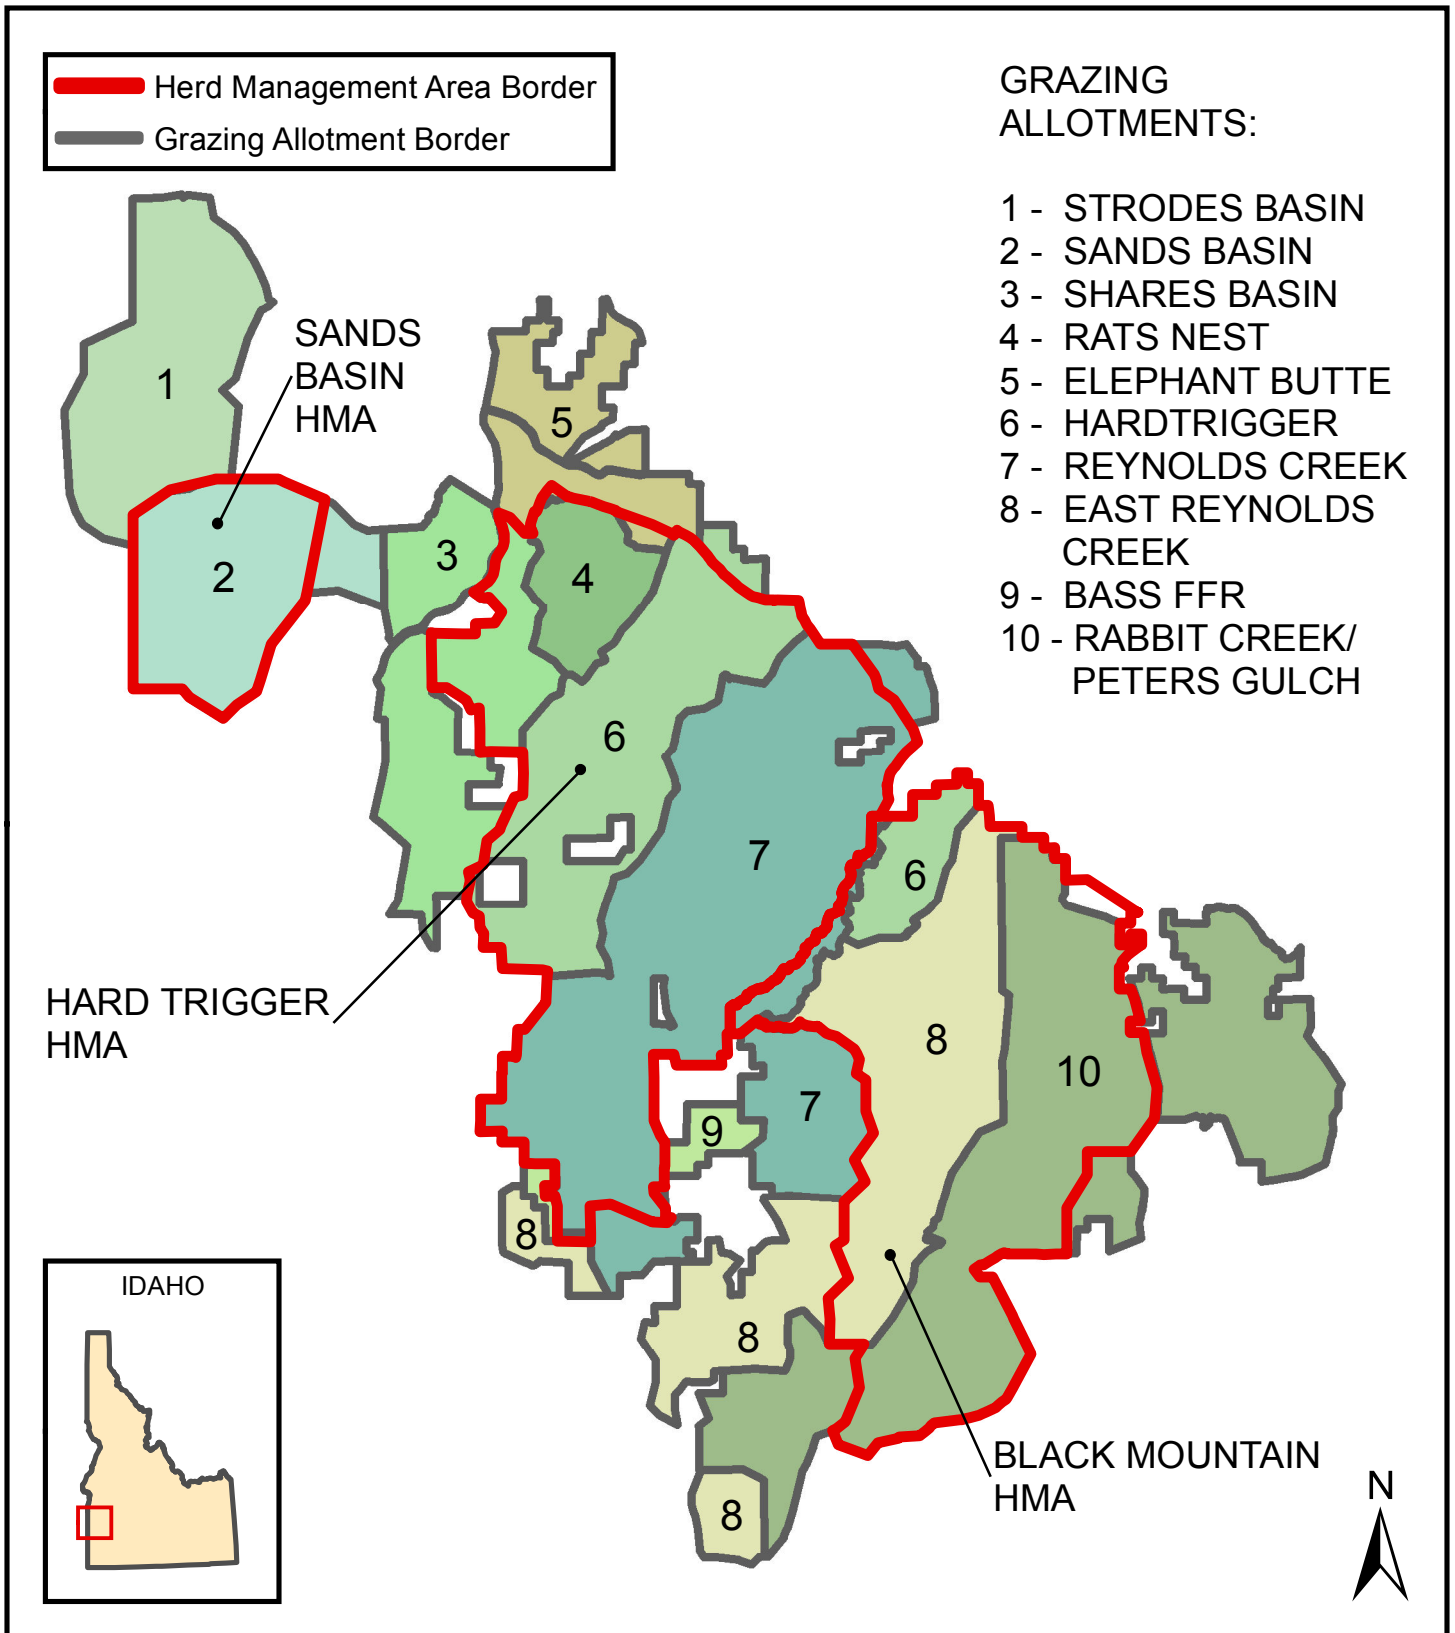 Herd Management Area Border
Grazing Allotment Border
GRAZING
ALLOTMENTS:
1 - STRODES BASIN
2 - SANDS BASIN
3 - SHARES BASIN
4 - RATS NEST
5 - ELEPHANT BUTTE
6 - HARDTRIGGER
7 - REYNOLDS CREEK
8 - EAST REYNOLDS
CREEK
9 - BASS FFR
10 - RABBIT CREEK/
PETERS GULCH
SANDS
BASIN
HMA
1
5
3
2
4
6
7
6
HARD TRIGGER
HMA
8
10
7
9
8
8
8
BLACK MOUNTAIN
HMA
IDAHO
N